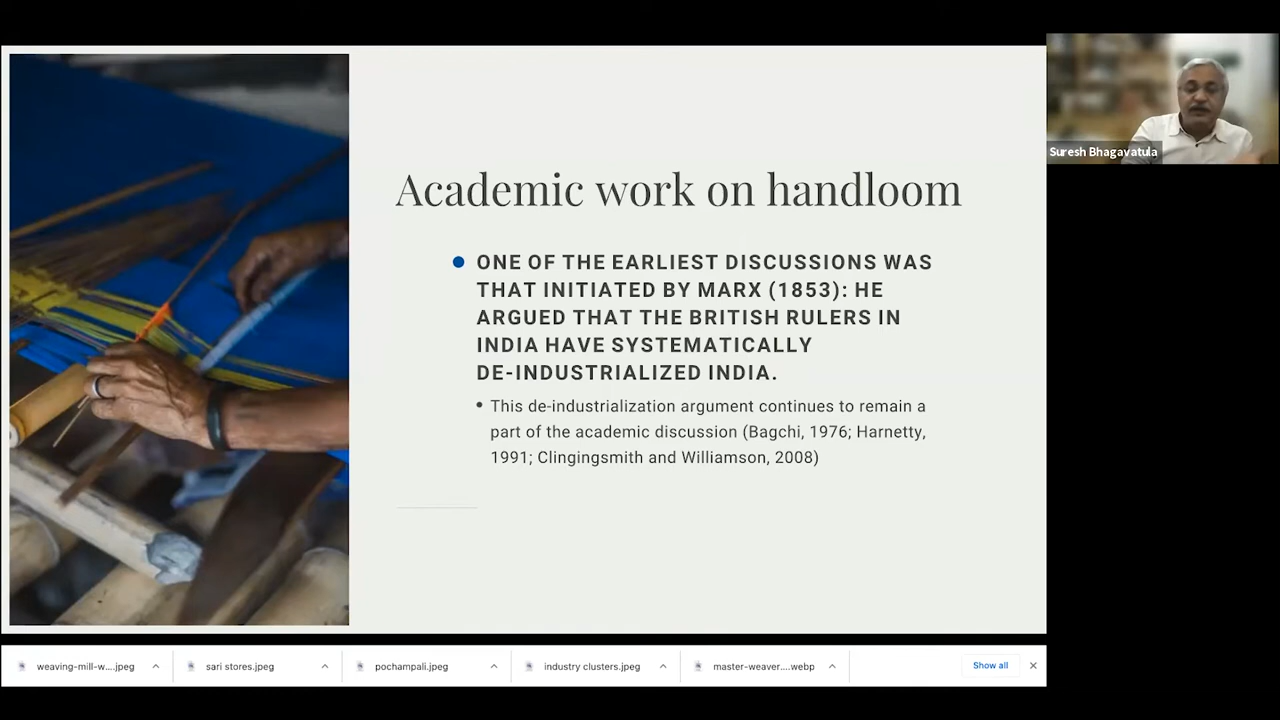 Academic work on handloom
ONE OF THE EARLIEST DISCUSSIONS WAS
THAT INITIATED BY MARX (1853): HE
ARGUED THAT THE BRITISH RULERS IN
INDIA HAVE SYSTEMATICALLY
DE-INDUSTRIALIZED INDIA.
This de-industrialization argument continues to remain a
part of the academic discussion (Bagchi, 1976; Harnetty,
1991; Clingingsmith and Williamson, 2008)
Suresh Bhagavatula
weaving-mill-w....jpeg
sari stores.jpeg
pochampali.jpeg
industry clusters.jpeg
master-weaver....webp
Show all